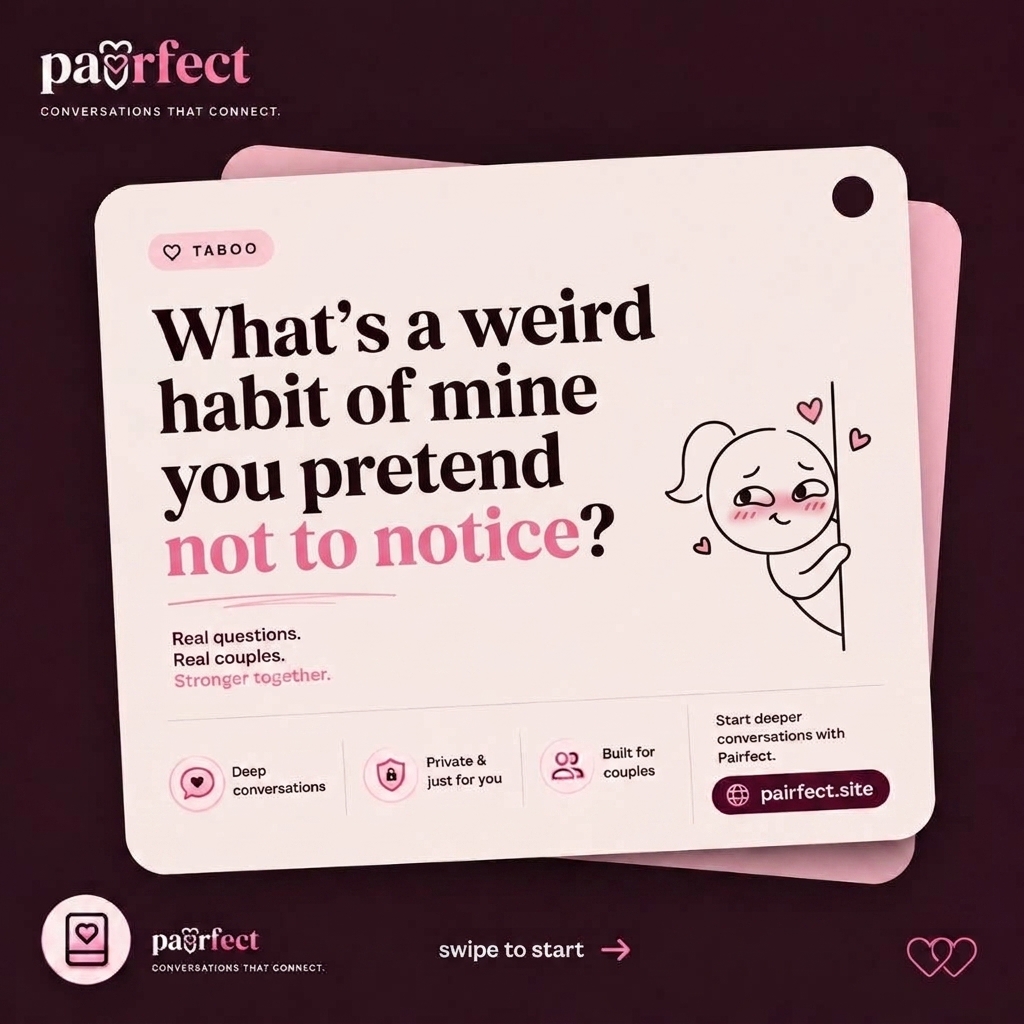 pairfect
CONVERSATIONS THAT CONNECT.
TABOO
What's a weird
habit of mine
you pretend
not to notice?
Real questions.
Real couples.
Stronger together.
Deep
conversations
Private &
just for you
Built for
couples
Start deeper
conversations with
Pairfect.
pairfect.site
pairfect
CONVERSATIONS THAT CONNECT.
swipe to start →